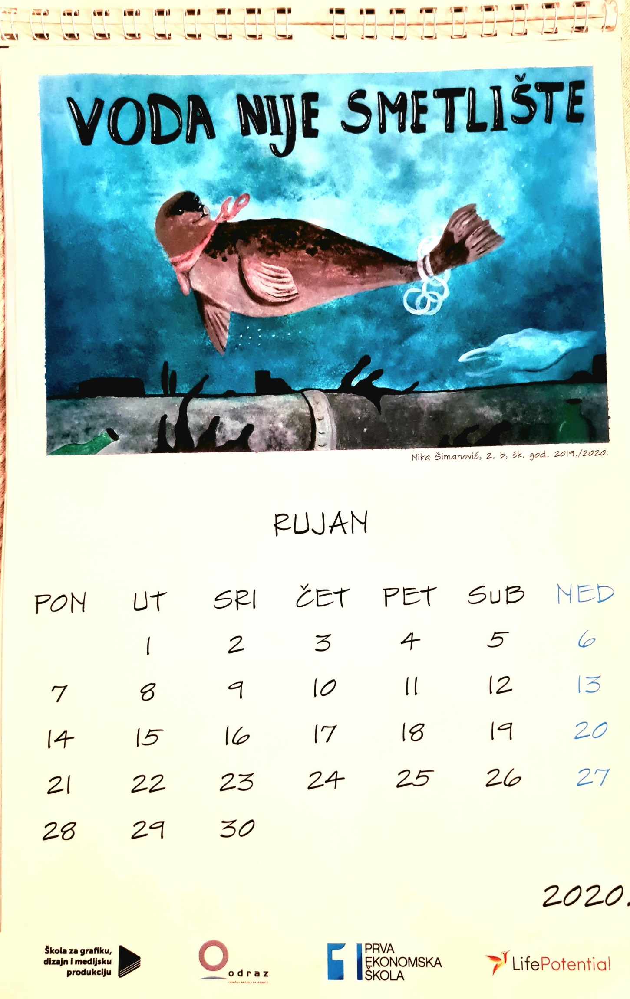 VODA NIJE SMETLIŠTE
Nika Šimanović, 2. b, šk. god. 2019./2020.
RUJAN
PON UT SRI ČET PET SUB NED
1 2 3 4 5 6
7 8 9 10 11 12 13
14 15 16 17 18 19 20
21 22 23 24 25 26 27
28 29 30
2020.
Škola za grafiku,
dizajn i medijsku
produkciju
odraz
PRVA
EKONOMSKA
ŠKOLA
LifePotential